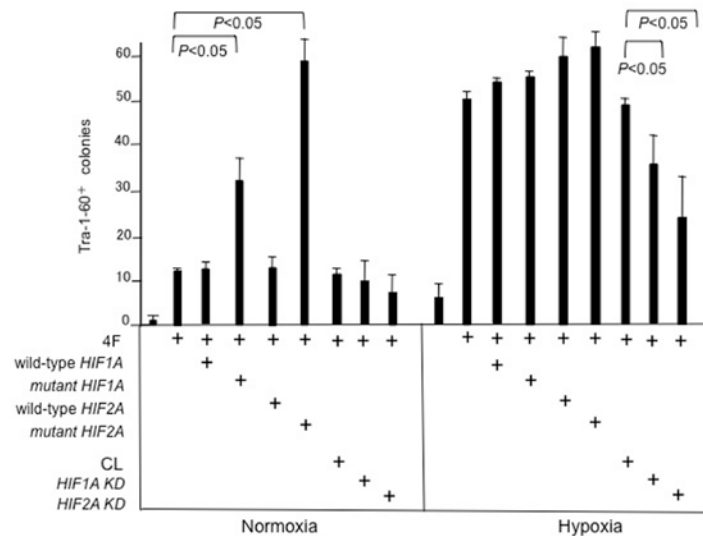 P<0.05
P<0.05
P<0.05
P<0.05
Tra-1-60⁺ colonies
60
50
40
30
20
10
0
4F + + + + + + + + + + + + + + + +
wild-type HIF1A + +
mutant HIF1A + +
wild-type HIF2A + +
mutant HIF2A + +
CL + +
HIF1A KD + +
HIF2A KD + +
Normoxia Hypoxia